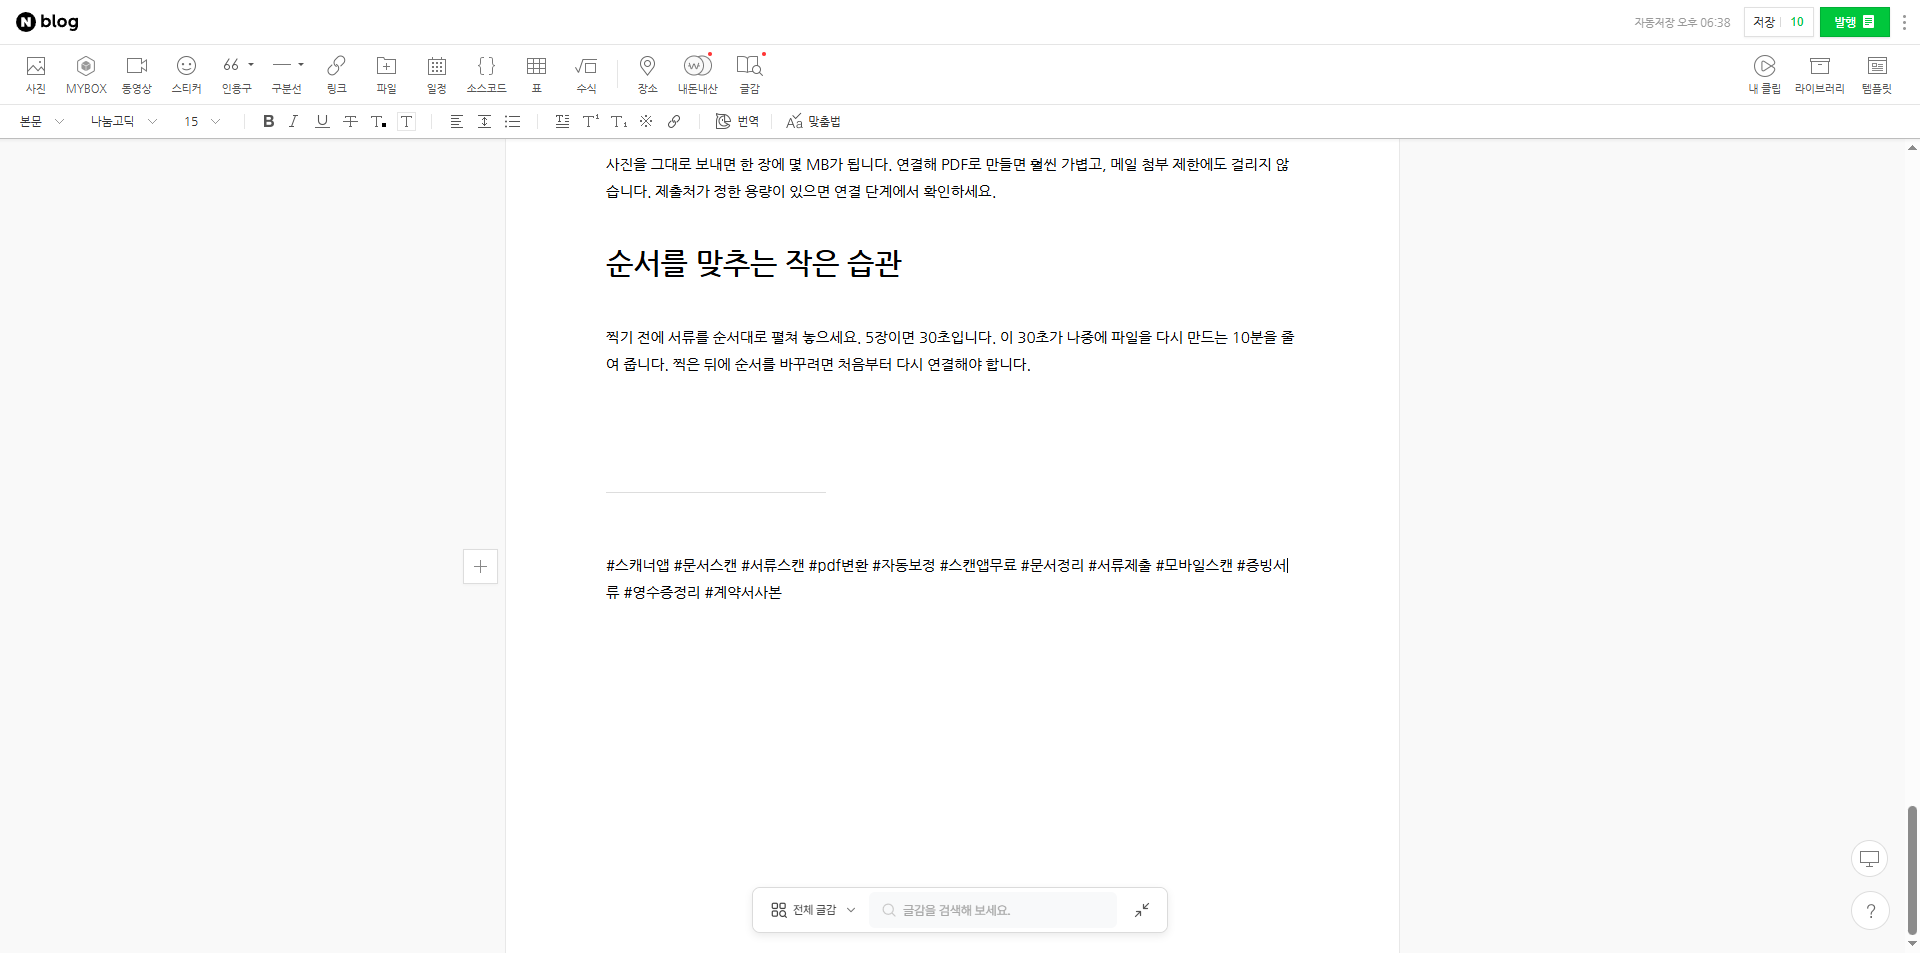 blog
자동저장 오후 06:38
저장 10
발행
사진 MYBOX 동영상 스티커 인용구 구분선 링크 파일 일정 소스코드 표 수식 장소 내돈내산 글감 내 클립 라이브러리 템플릿
본문 나눔고딕 15 번역 맞춤법
사진을 그대로 보내면 한 장에 몇 MB가 됩니다. 연결해 PDF로 만들면 훨씬 가볍고, 메일 첨부 제한에도 걸리지 않
습니다. 제출처가 정한 용량이 있으면 연결 단계에서 확인하세요.
순서를 맞추는 작은 습관
찍기 전에 서류를 순서대로 펼쳐 놓으세요. 5장이면 30초입니다. 이 30초가 나중에 파일을 다시 만드는 10분을 줄
여 줍니다. 찍은 뒤에 순서를 바꾸려면 처음부터 다시 연결해야 합니다.
#스캐너앱 #문서스캔 #서류스캔 #pdf변환 #자동보정 #스캔앱무료 #문서정리 #서류제출 #모바일스캔 #증빙서
류 #영수증정리 #계약서사본
전체 글감
글감을 검색해 보세요.